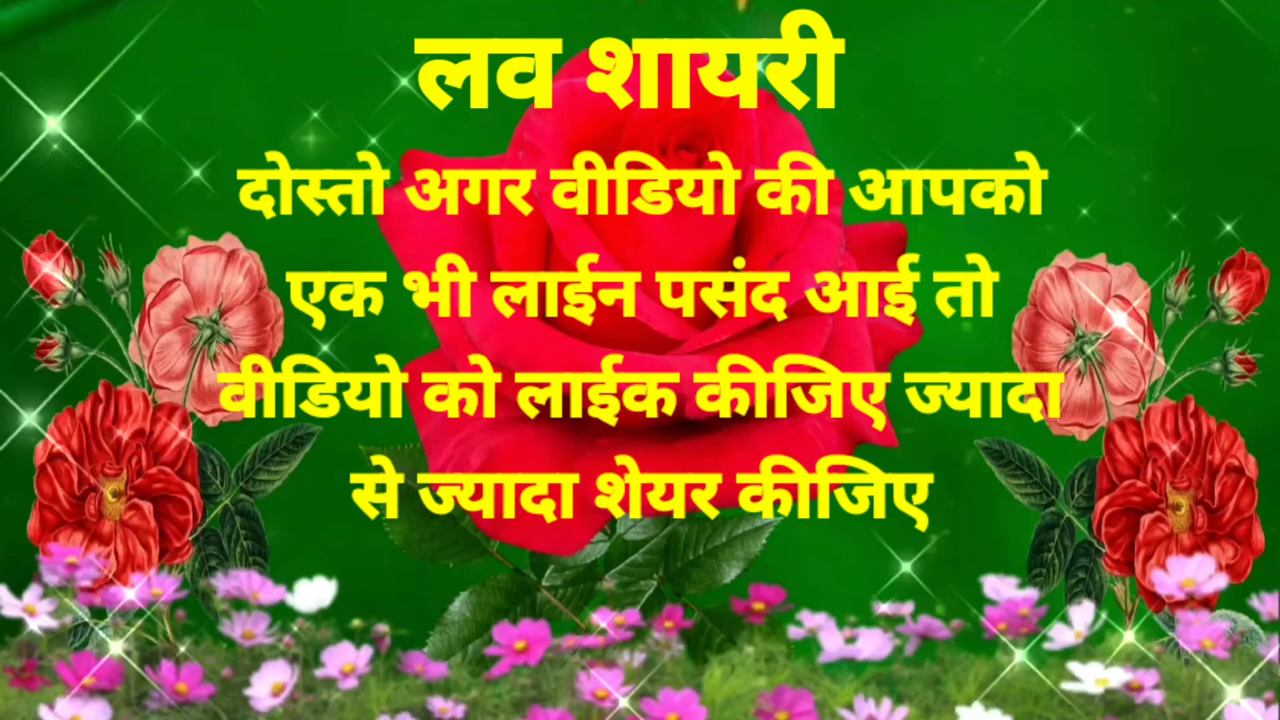 लव शायरी
दोस्तो अगर वीडियो की आपको
एक भी लाईन पसंद आई तो
वीडियो को लाईक कीजिए ज्यादा
से ज्यादा शेयर कीजिए